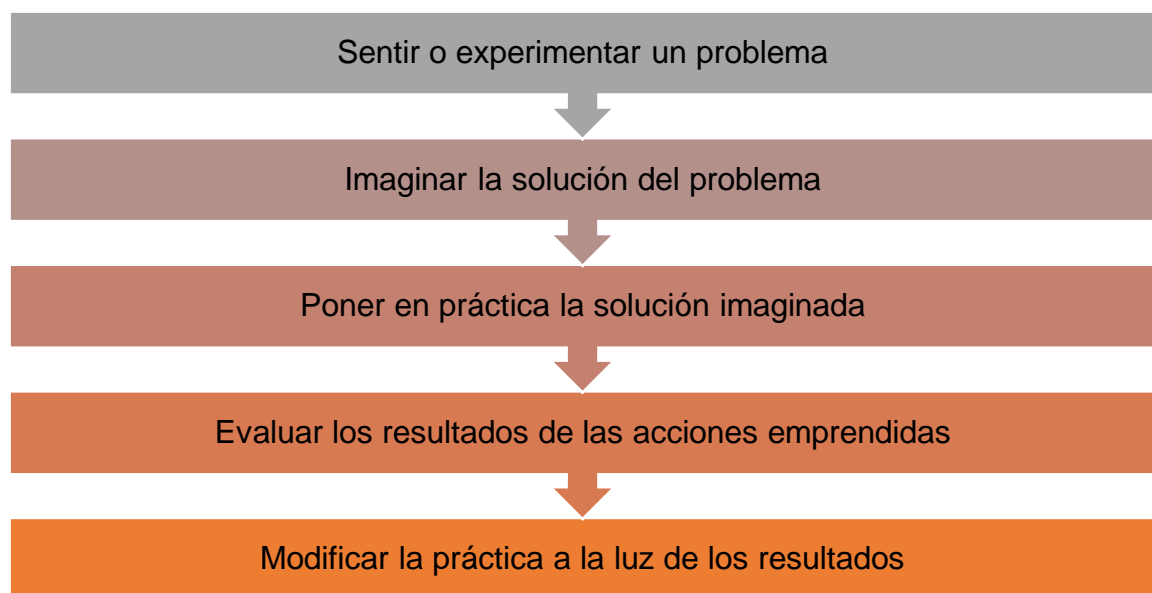 Sentir o experimentar un problema
Imaginar la solución del problema
Poner en práctica la solución imaginada
Evaluar los resultados de las acciones emprendidas
Modificar la práctica a la luz de los resultados